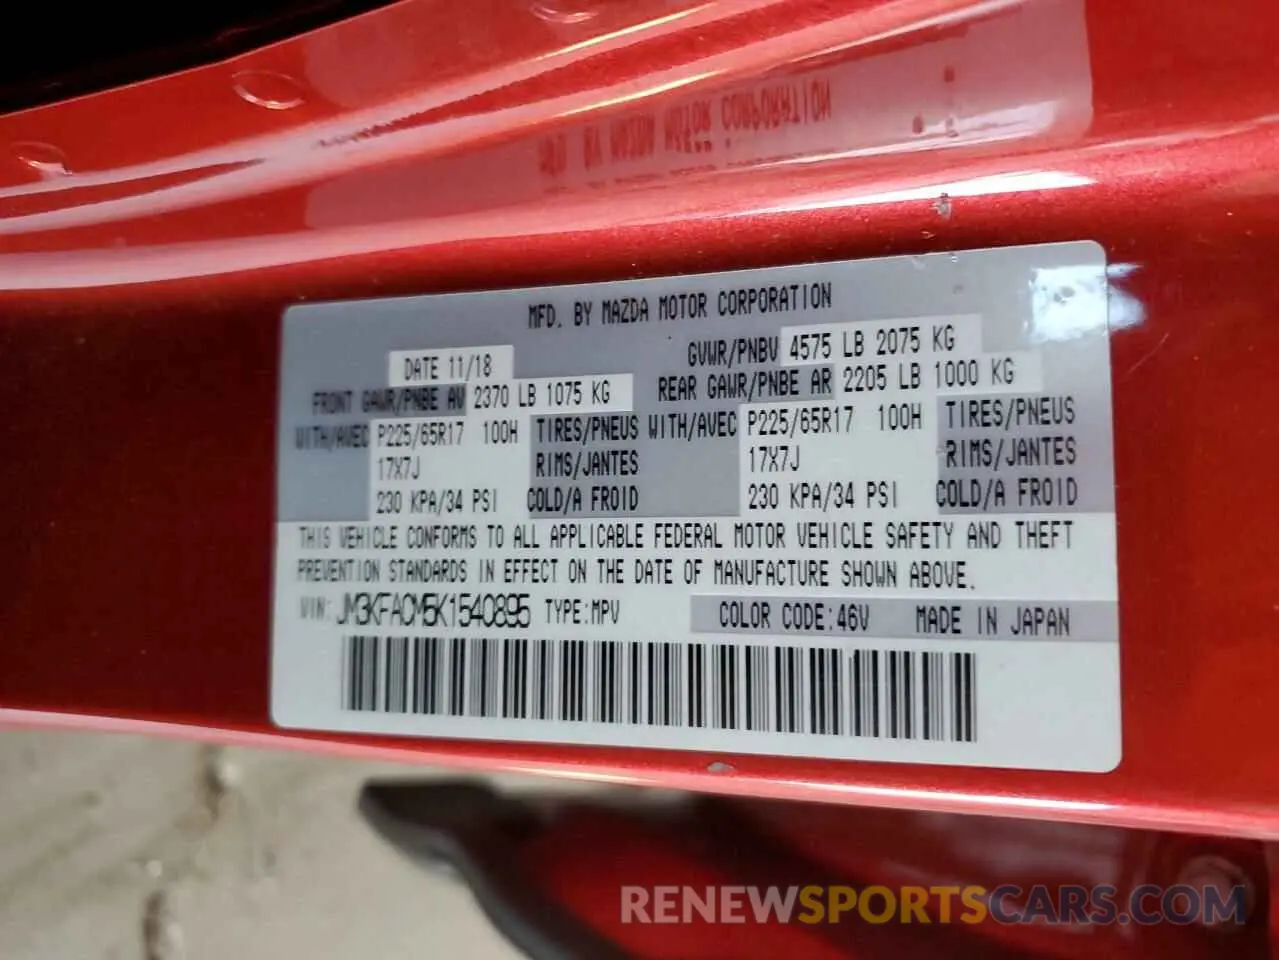 MFD. BY MAZDA MOTOR CORPORATION
DATE 11/18 GVWR/PNBV 4575 LB 2075 KG
FRONT GAWR/PNBE AV 2370 LB 1075 KG REAR GAWR/PNBE AR 2205 LB 1000 KG
WITH/AVEC P225/65R17 100H TIRES/PNEUS WITH/AVEC P225/65R17 100H TIRES/PNEUS
17X7J RIMS/JANTES 17X7J RIMS/JANTES
230 KPA/34 PSI COLD/A FROID 230 KPA/34 PSI COLD/A FROID
THIS VEHICLE CONFORMS TO ALL APPLICABLE FEDERAL MOTOR VEHICLE SAFETY AND THEFT
PREVENTION STANDARDS IN EFFECT ON THE DATE OF MANUFACTURE SHOWN ABOVE.
VIN: JM3KFACM5K1540895 TYPE:MPV COLOR CODE:46V MADE IN JAPAN
RENEWSPORTSCARS.COM